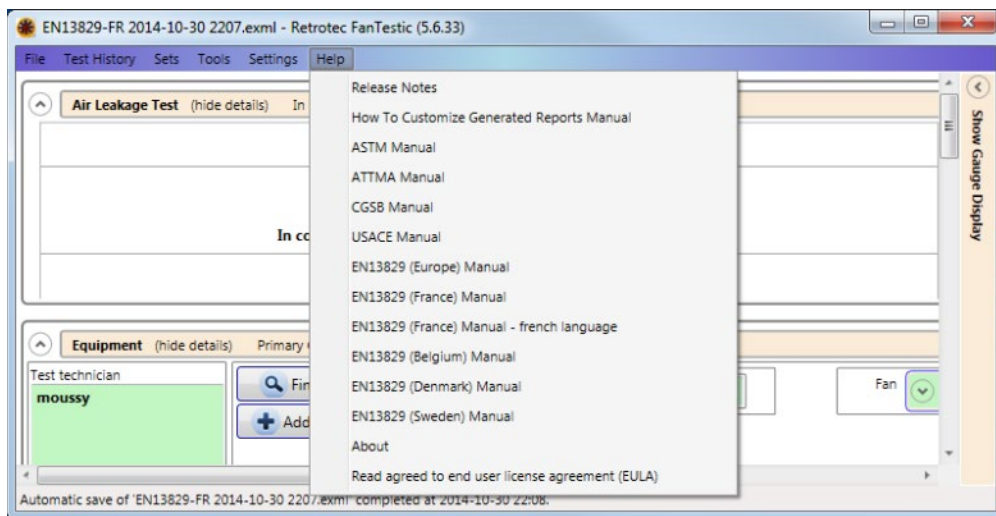 EN13829-FR 2014-10-30 2207.exml - Retrotec FanTestic (5.6.33)
File Test History Sets Tools Settings Help
Air Leakage Test (hide details) In
In
Release Notes
How To Customize Generated Reports Manual
ASTM Manual
ATTMA Manual
CGSB Manual
USACE Manual
EN13829 (Europe) Manual
EN13829 (France) Manual
EN13829 (France) Manual - french language
EN13829 (Belgium) Manual
EN13829 (Denmark) Manual
EN13829 (Sweden) Manual
About
Read agreed to end user license agreement (EULA)
Show Gauge Display
Equipment (hide details) Primary
Test technician
moussy
Add
Fan
Automatic save of 'EN13829-FR 2014-10-30 2207.exml' completed at 2014-10-30 22:08.